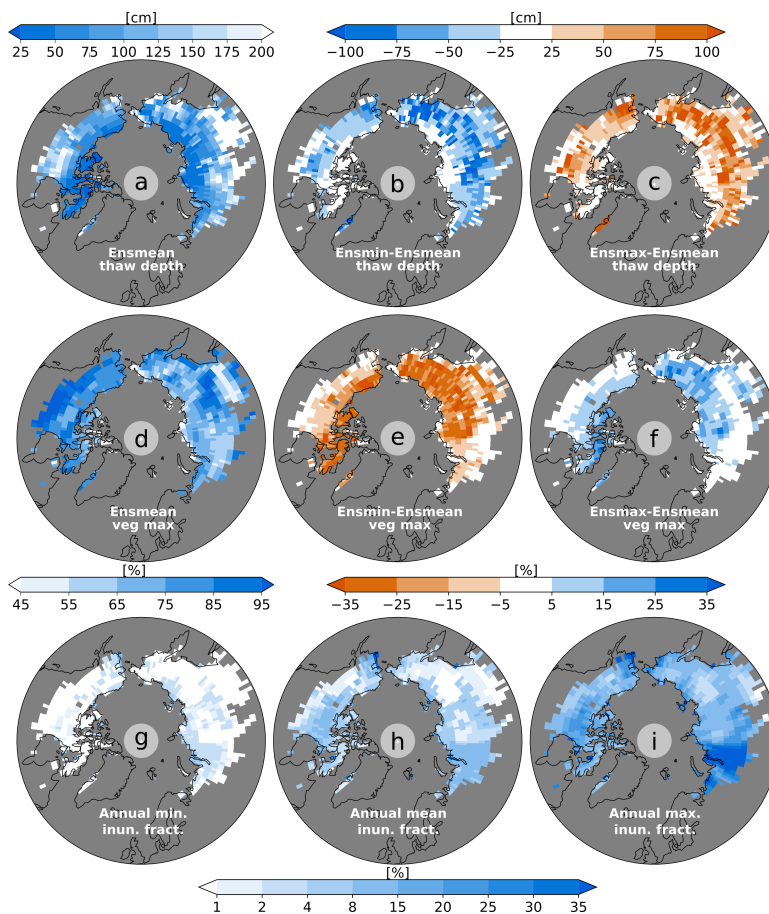 [cm] [cm]
25 50 75 100 125 150 175 200 −100 −75 −50 −25 25 50 75 100
a b c
Ensmean Ensmin-Ensmean Ensmax-Ensmean
thaw depth thaw depth thaw depth
d e f
Ensmean Ensmin-Ensmean Ensmax-Ensmean
veg max veg max veg max
[%] [%]
45 55 65 75 85 95 −35 −25 −15 −5 5 15 25 35
g h i
Annual min. Annual mean Annual max.
inun. fract. inun. fract. inun. fract.
[%]
1 2 4 8 15 20 25 30 35